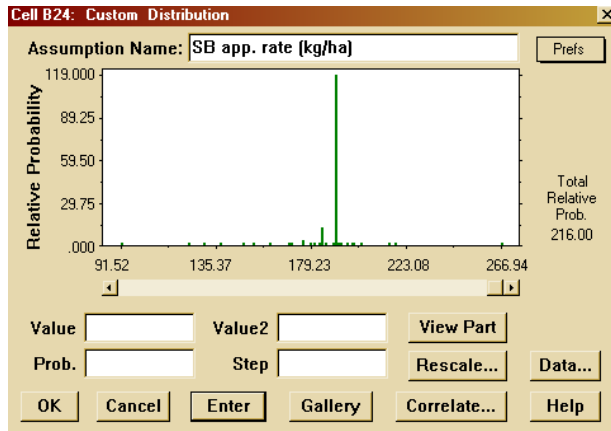 Cell B24: Custom Distribution
Assumption Name: SB app. rate (kg/ha)
Prefs
Relative Probability
119.000
89.25
59.50
29.75
.000
91.52 135.37 179.23 223.08 266.94
Total
Relative
Prob.
216.00
Value Value2 View Part
Prob. Step Rescale... Data...
OK Cancel Enter Gallery Correlate... Help